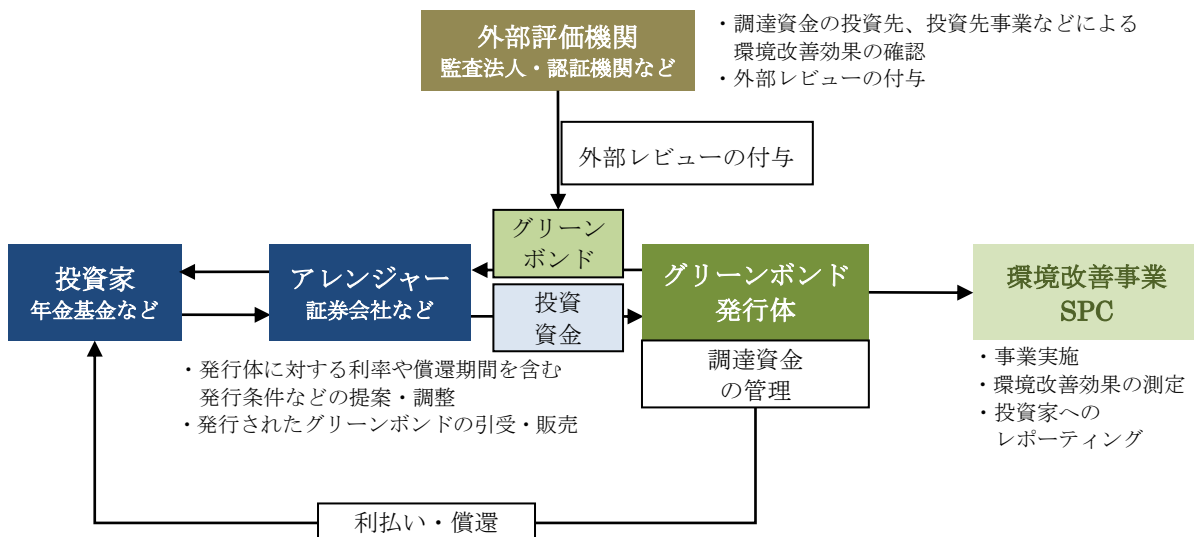 外部評価機関
監査法人・認証機関など
・調達資金の投資先、投資先事業などによる
環境改善効果の確認
・外部レビューの付与
外部レビューの付与
グリーン
ボンド
投資家
年金基金など
アレンジャー
証券会社など
投資
資金
グリーンボンド
発行体
調達資金
の管理
環境改善事業
SPC
・発行体に対する利率や償還期間を含む
発行条件などの提案・調整
・発行されたグリーンボンドの引受・販売
・事業実施
・環境改善効果の測定
・投資家への
レポーティング
利払い・償還